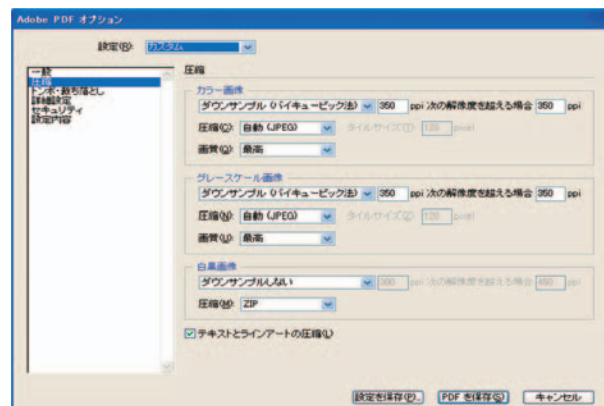 Adobe PDF オプション
設定(R): カスタム
一般
圧縮
トンボ・裁ち落とし
詳細設定
セキュリティ
設定内容
圧縮
カラー画像
ダウンサンプル (バイキュービック法) 350 ppi 次の解像度を超える場合 350 ppi
圧縮(C): 自動 (JPEG) タイルサイズ(T): 128 pixel
画質(Q): 最高
グレースケール画像
ダウンサンプル (バイキュービック法) 350 ppi 次の解像度を超える場合 350 ppi
圧縮(N): 自動 (JPEG) タイルサイズ(Z): 128 pixel
画質(U): 最高
白黒画像
ダウンサンプルしない 300 ppi 次の解像度を超える場合 450 ppi
圧縮(M): ZIP
テキストとラインアートの圧縮(L)
設定を保存(P)... PDF を保存(S) キャンセル